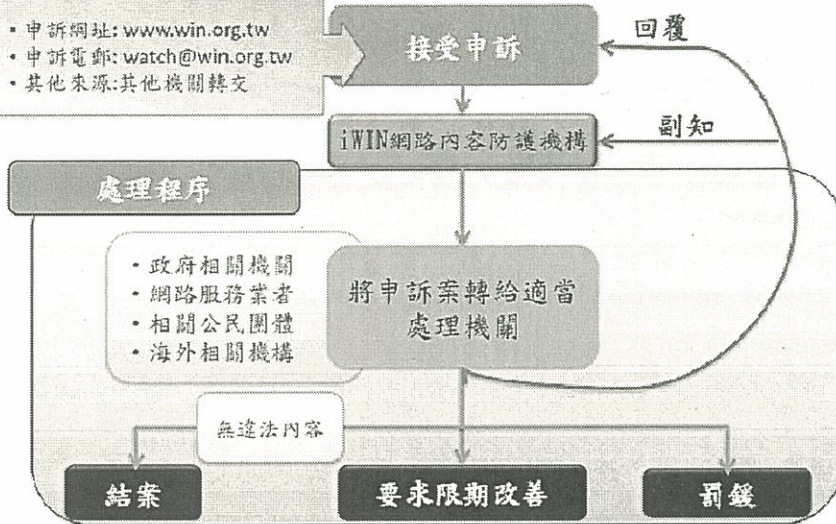 • 申訴網址: www.win.org.tw
• 申訴電郵: watch@win.org.tw
• 其他來源:其他機關轉交
接受申訴
回覆
iWIN網路內容防護機構
副知
處理程序
• 政府相關機關
• 網路服務業者
• 相關公民團體
• 海外相關機構
將申訴案轉給適當
處理機關
無違法內容
結案
要求限期改善
罰鍰